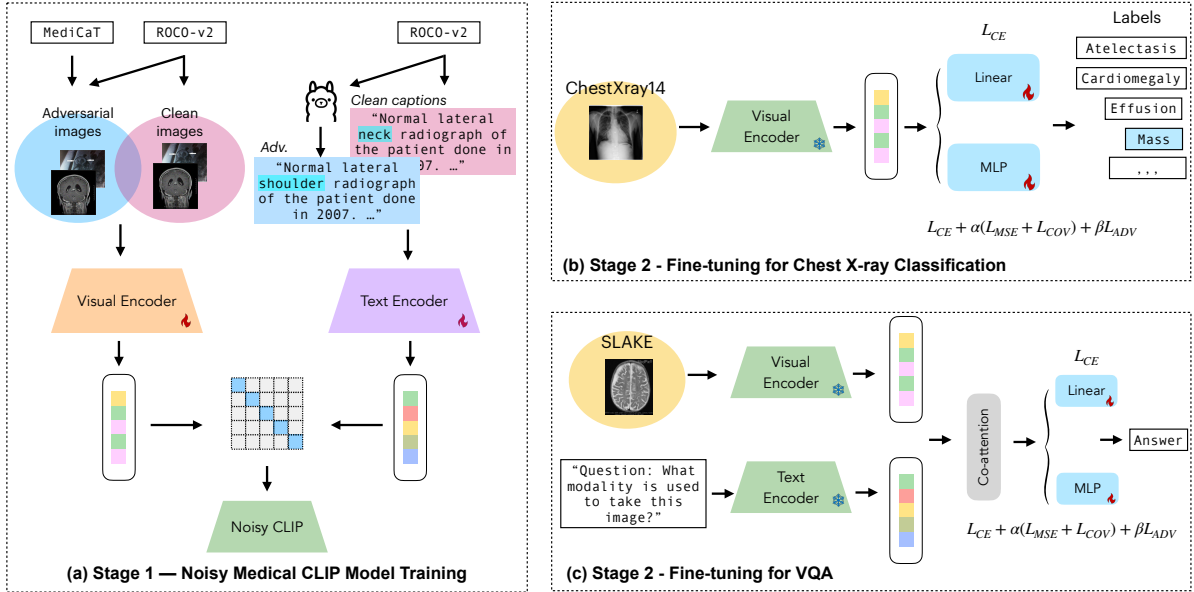 MediCaT
ROCO-v2
ROCO-v2
Adversarial
images
Clean
images
Clean captions
“Normal lateral
neck radiograph of
the patient done in
2007. …”
Adv.
“Normal lateral
shoulder radiograph
of the patient done
in 2007. …”
Visual Encoder
Text Encoder
Noisy CLIP
(a) Stage 1 — Noisy Medical CLIP Model Training
ChestXray14
Visual
Encoder
L_CE
Linear
MLP
L_CE + α(L_MSE + L_COV) + βL_ADV
Labels
Atelectasis
Cardiomegaly
Effusion
Mass
,,,
(b) Stage 2 - Fine-tuning for Chest X-ray Classification
SLAKE
Visual
Encoder
“Question: What
modality is used
to take this
image?”
Text
Encoder
Co-attention
L_CE
Linear
MLP
Answer
L_CE + α(L_MSE + L_COV) + βL_ADV
(c) Stage 2 - Fine-tuning for VQA